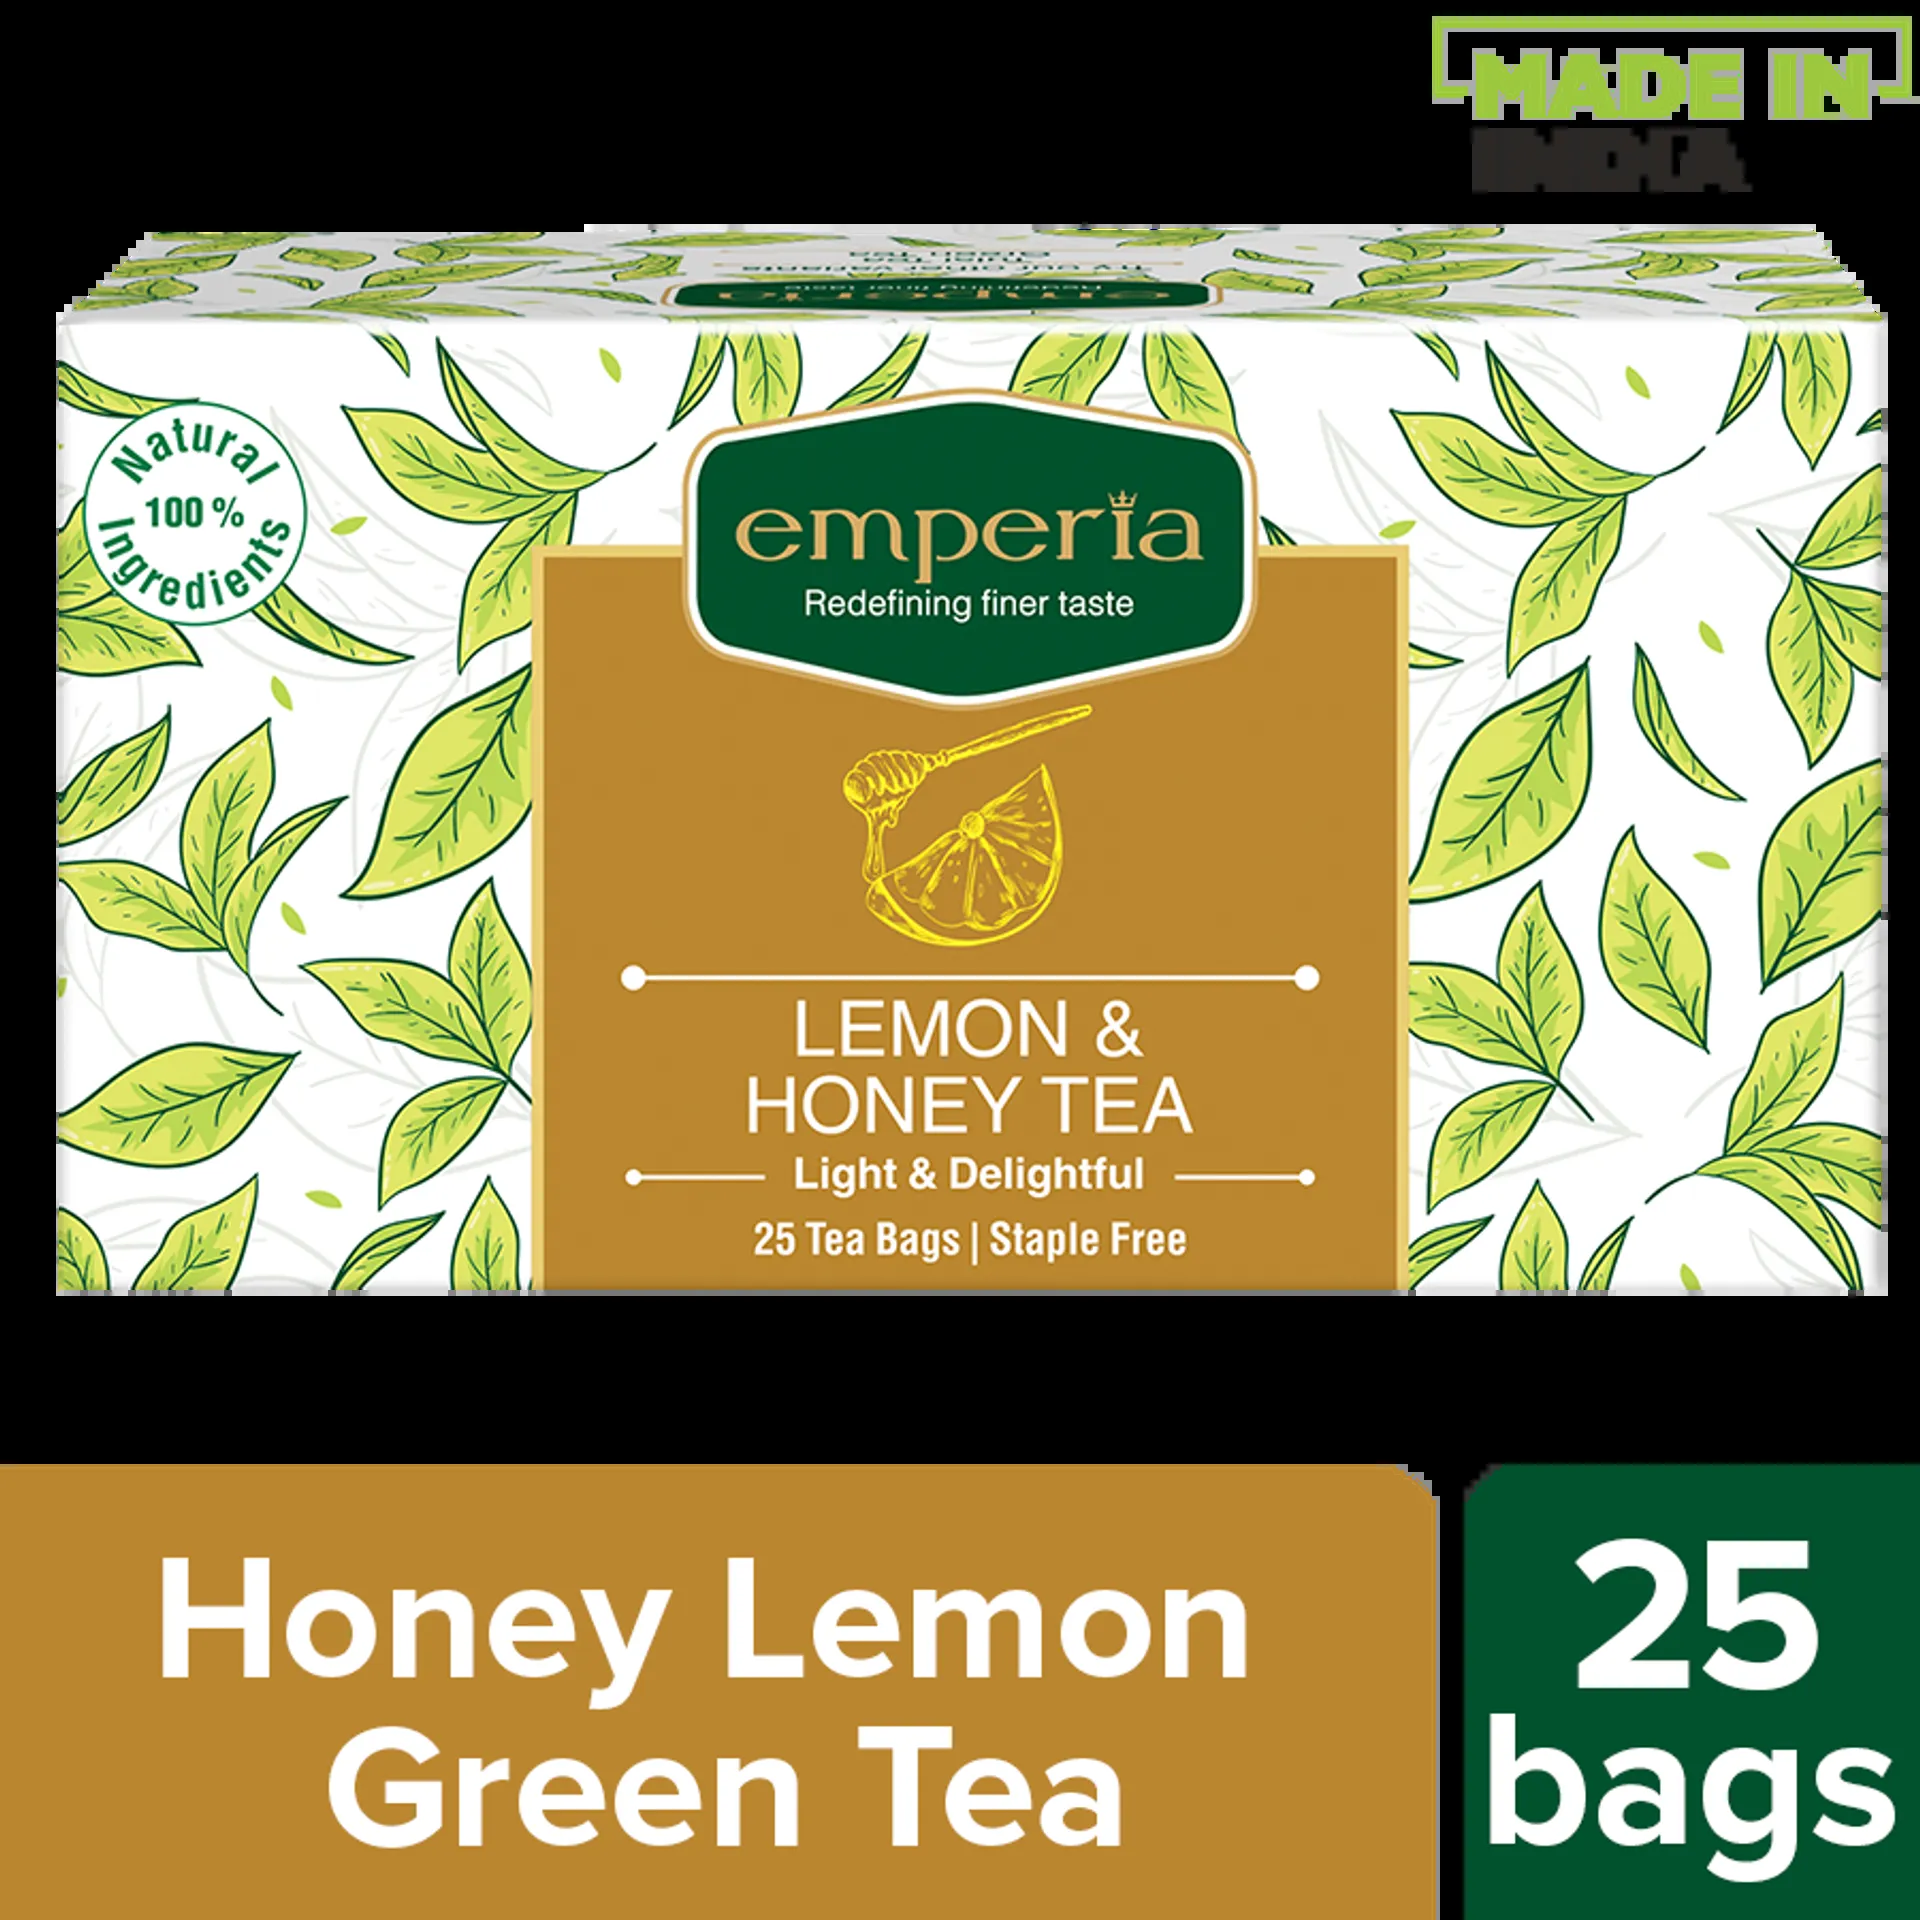 MADE IN
INDIA
Natural
100 %
Ingredients
emperia
Redefining finer taste
LEMON &
HONEY TEA
Light & Delightful
25 Tea Bags | Staple Free
Honey Lemon
Green Tea
25
bags